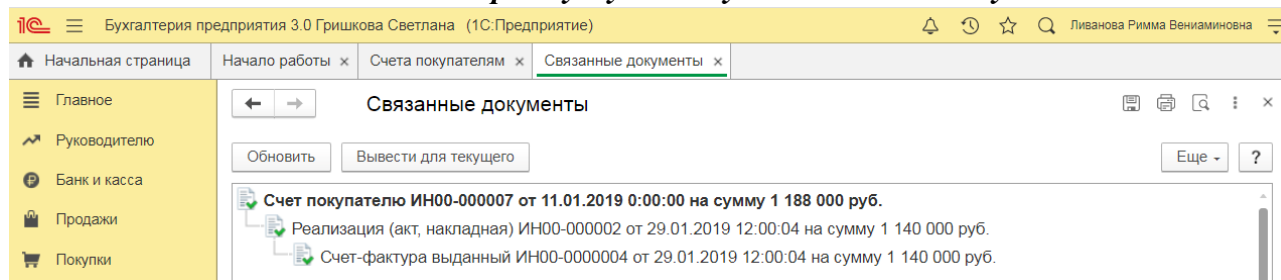 1С Бухгалтерия предприятия 3.0 Гришкова Светлана (1С:Предприятие) Ливанова Римма Вениаминовна
Начальная страница Начало работы × Счета покупателям × Связанные документы ×
Главное
Связанные документы
Руководителю
Обновить Вывести для текущего Еще ?
Банк и касса
Счет покупателю ИН00-000007 от 11.01.2019 0:00:00 на сумму 1 188 000 руб.
Продажи
Реализация (акт, накладная) ИН00-000002 от 29.01.2019 12:00:04 на сумму 1 140 000 руб.
Покупки
Счет-фактура выданный ИН00-0000004 от 29.01.2019 12:00:04 на сумму 1 140 000 руб.